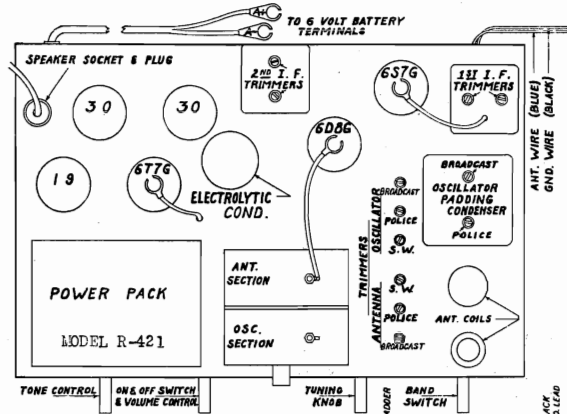 TO 6 VOLT BATTERY
TERMINALS
A+
A-
SPEAKER SOCKET & PLUG
2ND I.F.
TRIMMERS
6S7G
1ST I.F.
TRIMMERS
ANT. WIRE (BLUE)
GND. WIRE (BLACK)
30
30
6D8G
19
6T7G
ELECTROLYTIC
COND.
BROADCAST
OSCILLATOR
PADDING
CONDENSER
POLICE
TRIMMERS
OSCILLATOR
BROADCAST
POLICE
S.W.
ANTENNA
S.W.
POLICE
BROADCAST
ANT.
SECTION
OSC.
SECTION
POWER PACK
MODEL R-421
ANT. COILS
TONE CONTROL
ON & OFF SWITCH
& VOLUME CONTROL
TUNING
KNOB
BAND
SWITCH
LEAD